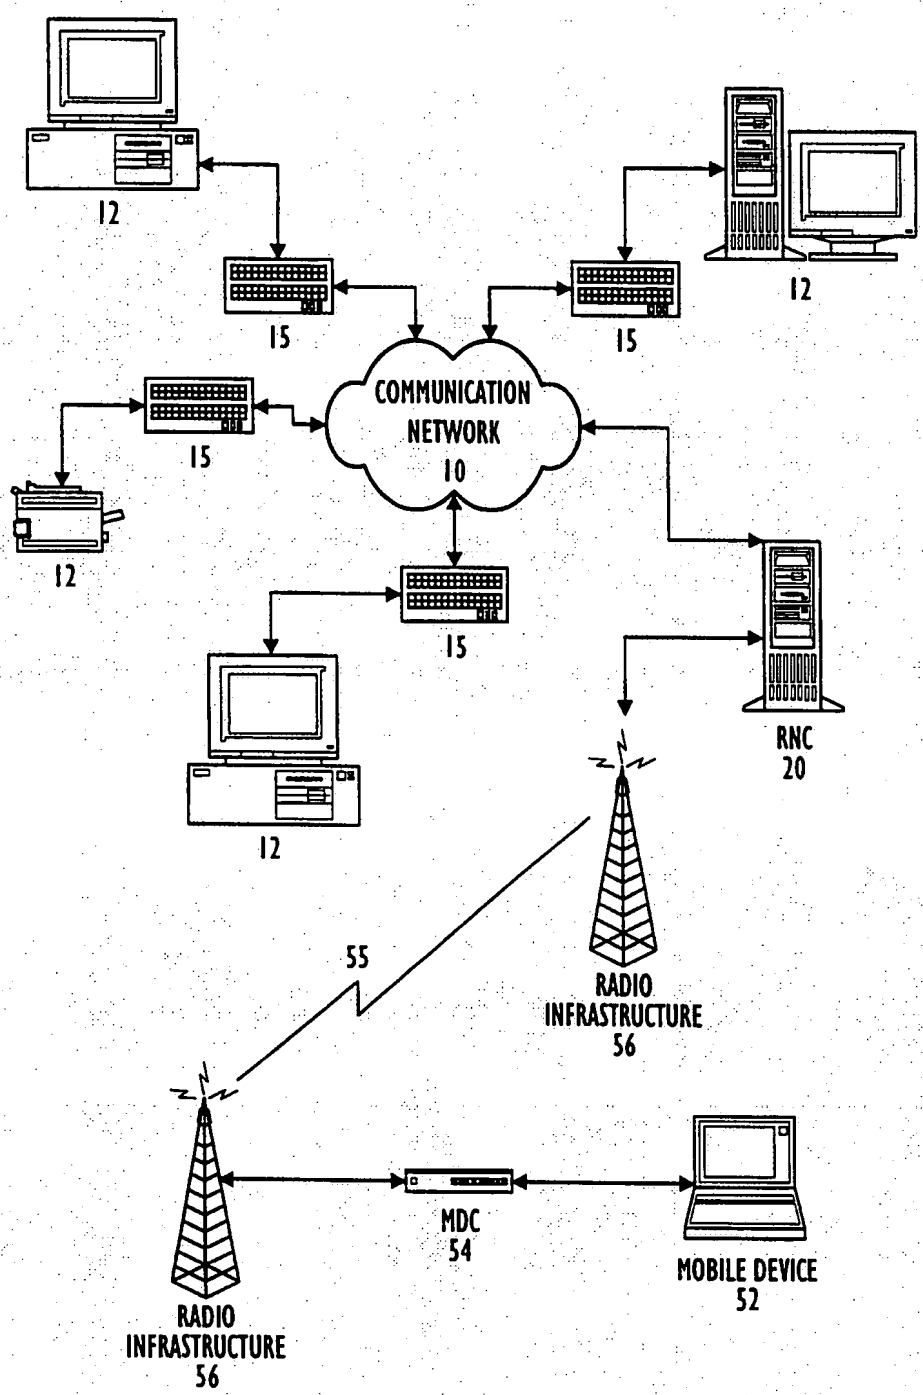 12
12
15
15
COMMUNICATION
NETWORK
10
15
12
15
RNC
20
12
55
RADIO
INFRASTRUCTURE
56
MDC
54
MOBILE DEVICE
52
RADIO
INFRASTRUCTURE
56